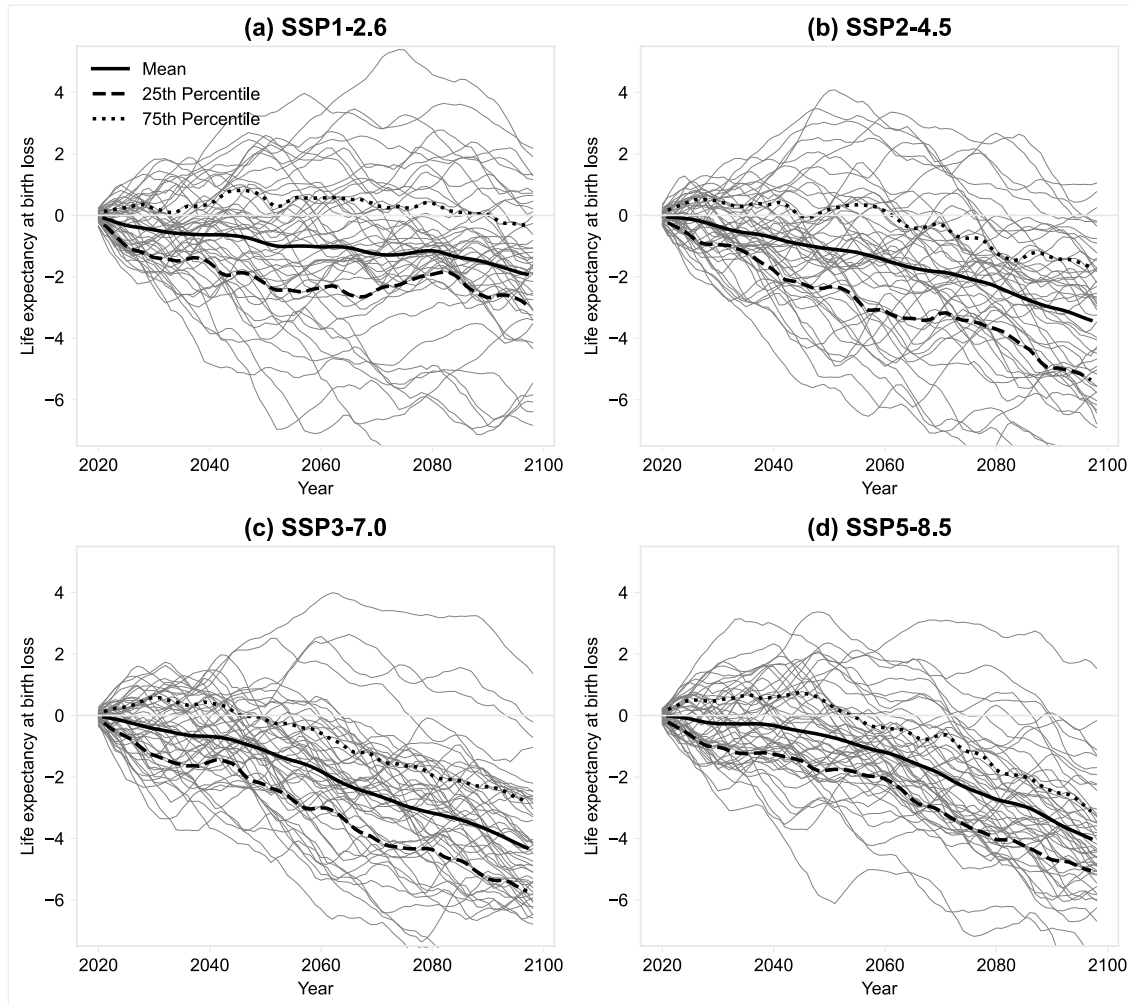 (a) SSP1-2.6
Mean
25th Percentile
75th Percentile
4
2
0
−2
−4
−6
Life expectancy at birth loss
2020
2040
2060
2080
2100
Year
(b) SSP2-4.5
4
2
0
−2
−4
−6
Life expectancy at birth loss
2020
2040
2060
2080
2100
Year
(c) SSP3-7.0
4
2
0
−2
−4
−6
Life expectancy at birth loss
2020
2040
2060
2080
2100
Year
(d) SSP5-8.5
4
2
0
−2
−4
−6
Life expectancy at birth loss
2020
2040
2060
2080
2100
Year